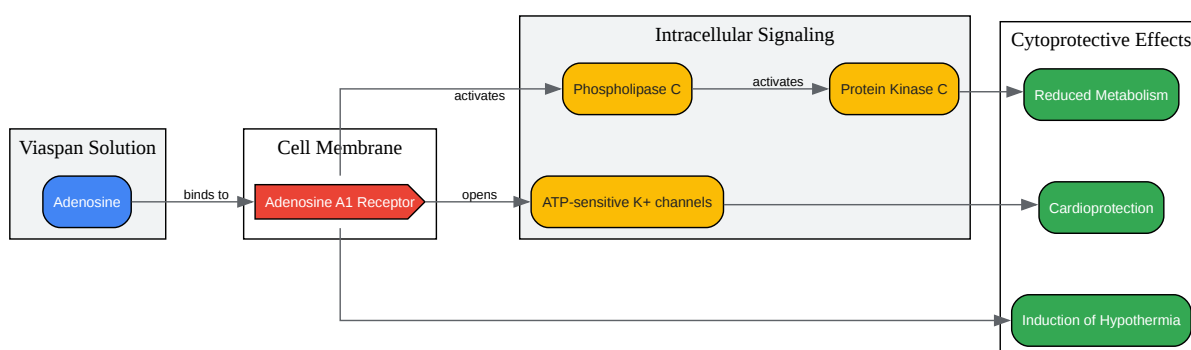 Viaspan Solution
Adenosine
binds to
Cell Membrane
Adenosine A1 Receptor
activates
opens
Intracellular Signaling
Phospholipase C
activates
Protein Kinase C
ATP-sensitive K+ channels
Cytoprotective Effects
Reduced Metabolism
Cardioprotection
Induction of Hypothermia